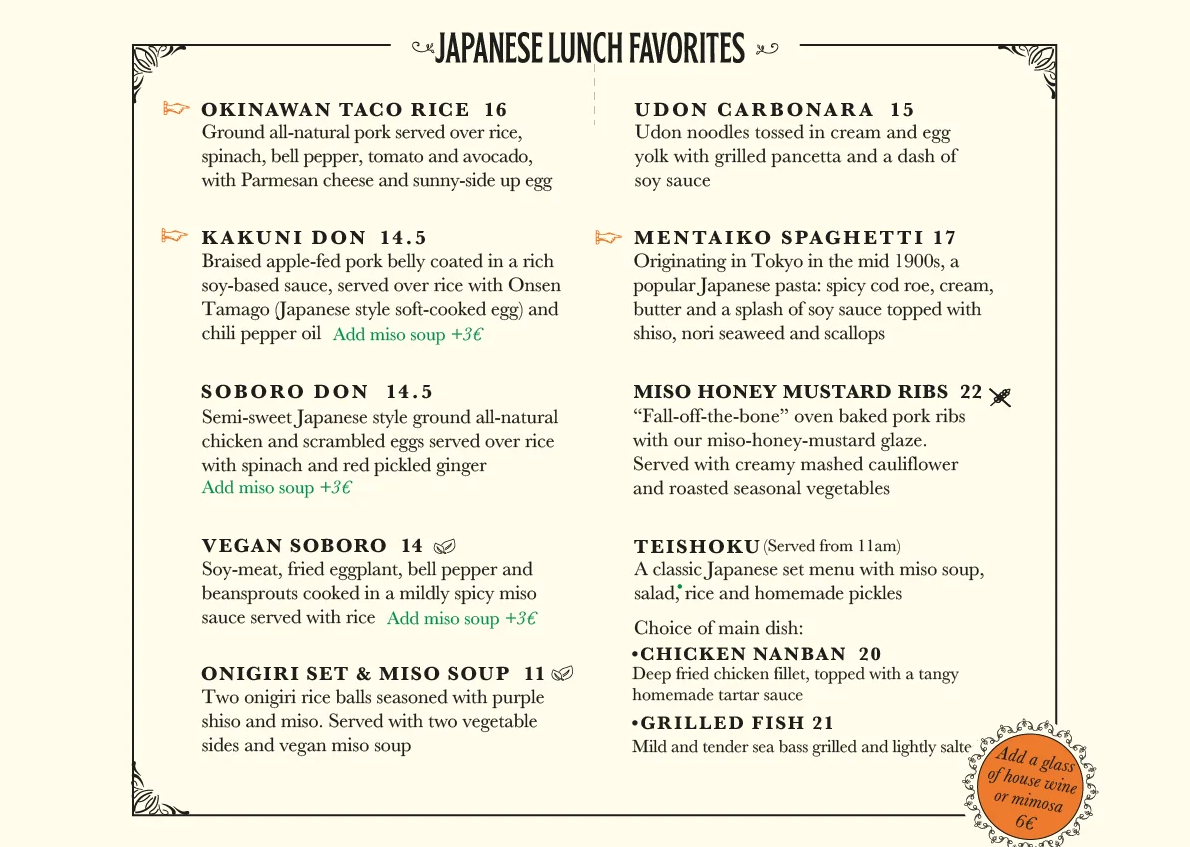 JAPANESE LUNCH FAVORITES
OKINAWAN TACO RICE 16
Ground all-natural pork served over rice,
spinach, bell pepper, tomato and avocado,
with Parmesan cheese and sunny-side up egg
KAKUNI DON 14.5
Braised apple-fed pork belly coated in a rich
soy-based sauce, served over rice with Onsen
Tamago (Japanese style soft-cooked egg) and
chili pepper oil Add miso soup +3€
SOBORO DON 14.5
Semi-sweet Japanese style ground all-natural
chicken and scrambled eggs served over rice
with spinach and red pickled ginger
Add miso soup +3€
VEGAN SOBORO 14
Soy-meat, fried eggplant, bell pepper and
beansprouts cooked in a mildly spicy miso
sauce served with rice Add miso soup +3€
ONIGIRI SET & MISO SOUP 11
Two onigiri rice balls seasoned with purple
shiso and miso. Served with two vegetable
sides and vegan miso soup
UDON CARBONARA 15
Udon noodles tossed in cream and egg
yolk with grilled pancetta and a dash of
soy sauce
MENTAIKO SPAGHETTI 17
Originating in Tokyo in the mid 1900s, a
popular Japanese pasta: spicy cod roe, cream,
butter and a splash of soy sauce topped with
shiso, nori seaweed and scallops
MISO HONEY MUSTARD RIBS 22
“Fall-off-the-bone” oven baked pork ribs
with our miso-honey-mustard glaze.
Served with creamy mashed cauliflower
and roasted seasonal vegetables
TEISHOKU (Served from 11am)
A classic Japanese set menu with miso soup,
salad, rice and homemade pickles
Choice of main dish:
•CHICKEN NANBAN 20
Deep fried chicken fillet, topped with a tangy
homemade tartar sauce
•GRILLED FISH 21
Mild and tender sea bass grilled and lightly salte
Add a glass
of house wine
or mimosa
6€